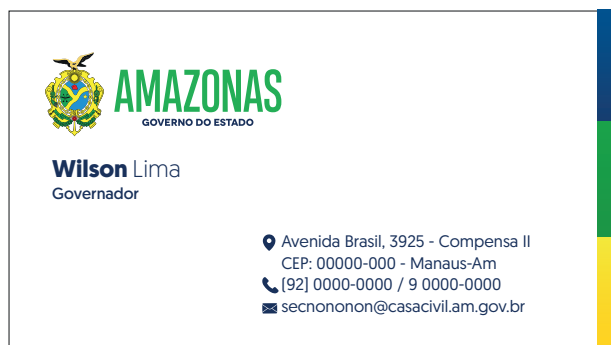 AMAZONAS
GOVERNO DO ESTADO
Wilson Lima
Governador
Avenida Brasil, 3925 - Compensa II
CEP: 00000-000 - Manaus-Am
[92] 0000-0000 / 9 0000-0000
secnononon@casacivil.am.gov.br